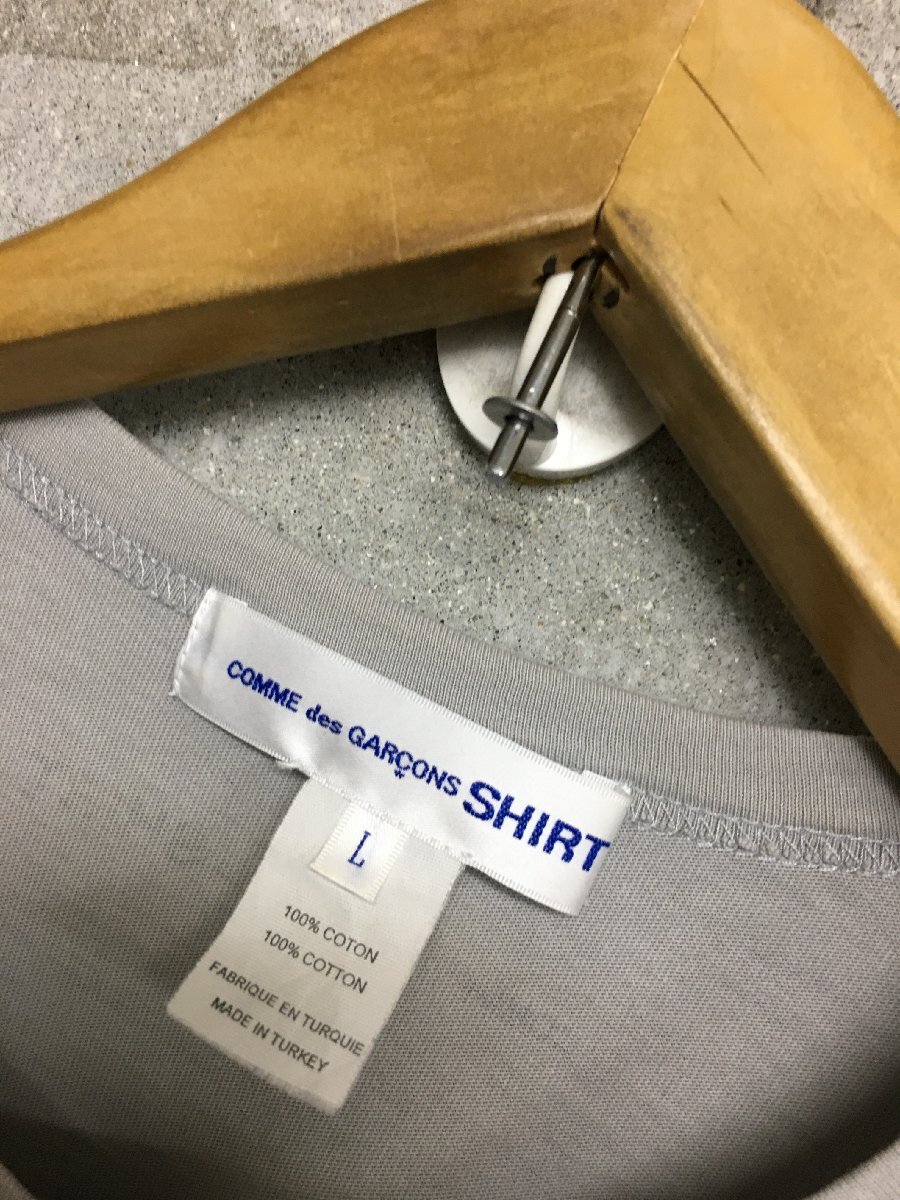 COMME des GARÇONS SHIRT
L
100% COTON
100% COTTON
FABRIQUE EN TURQUIE
MADE IN TURKEY